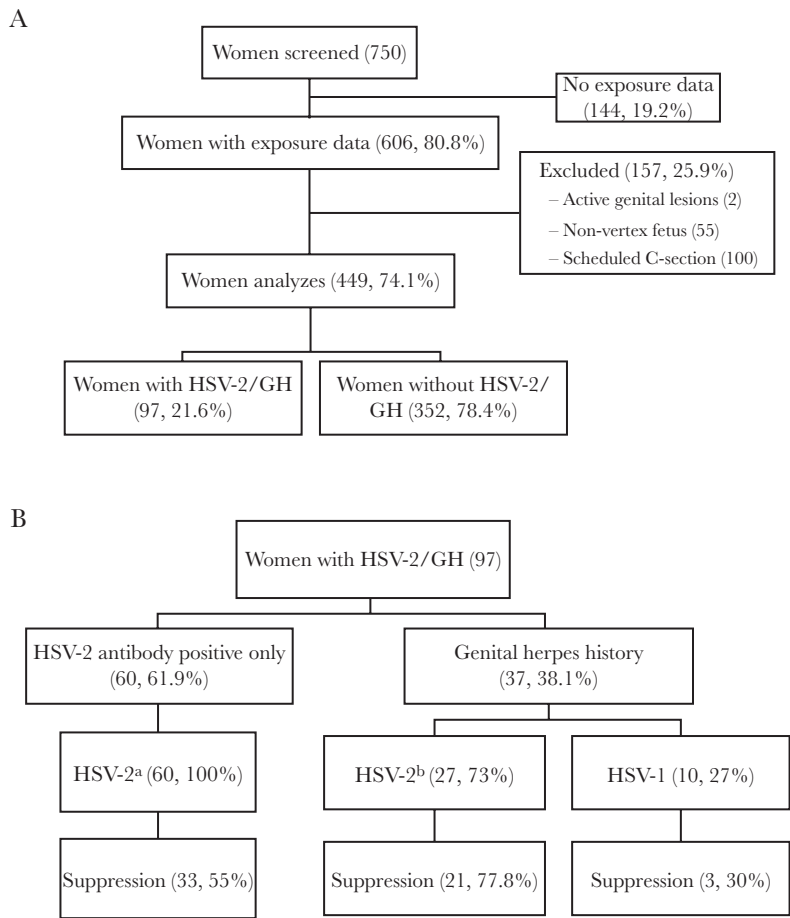 A
Women screened (750)
No exposure data
(144, 19.2%)
Women with exposure data (606, 80.8%)
Excluded (157, 25.9%)
– Active genital lesions (2)
– Non-vertex fetus (55)
– Scheduled C-section (100)
Women analyzes (449, 74.1%)
Women with HSV-2/GH
(97, 21.6%)
Women without HSV-2/
GH (352, 78.4%)
B
Women with HSV-2/GH (97)
HSV-2 antibody positive only
(60, 61.9%)
Genital herpes history
(37, 38.1%)
HSV-2ᵃ (60, 100%)
HSV-2ᵇ (27, 73%)
HSV-1 (10, 27%)
Suppression (33, 55%)
Suppression (21, 77.8%)
Suppression (3, 30%)